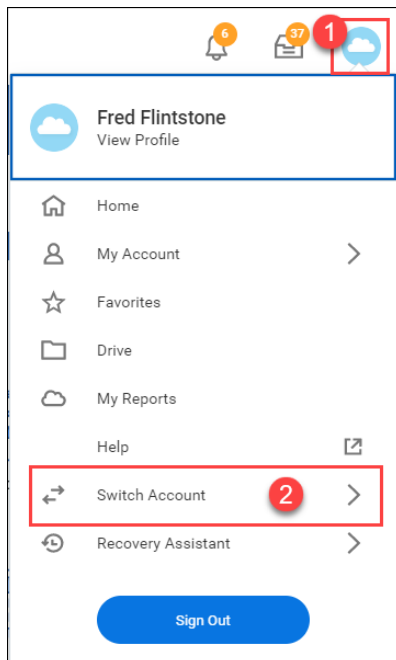 6
37
1
Fred Flintstone
View Profile
Home
My Account
Favorites
Drive
My Reports
Help
Switch Account 2
Recovery Assistant
Sign Out